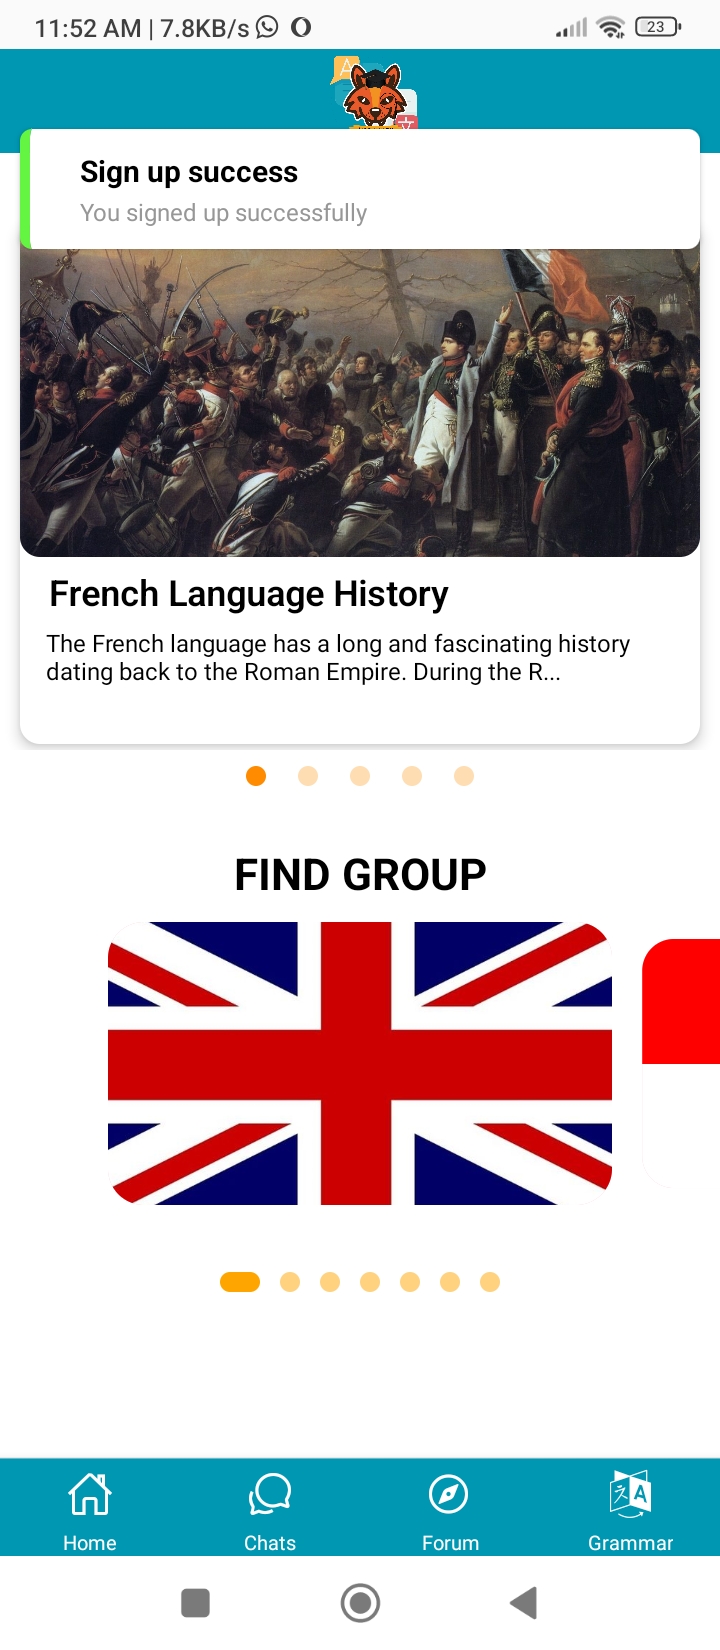 11:52 AM | 7.8KB/s
23
A
文
Sign up success
You signed up successfully
French Language History
The French language has a long and fascinating history
dating back to the Roman Empire. During the R...
FIND GROUP
Home
Chats
Forum
A
Grammar